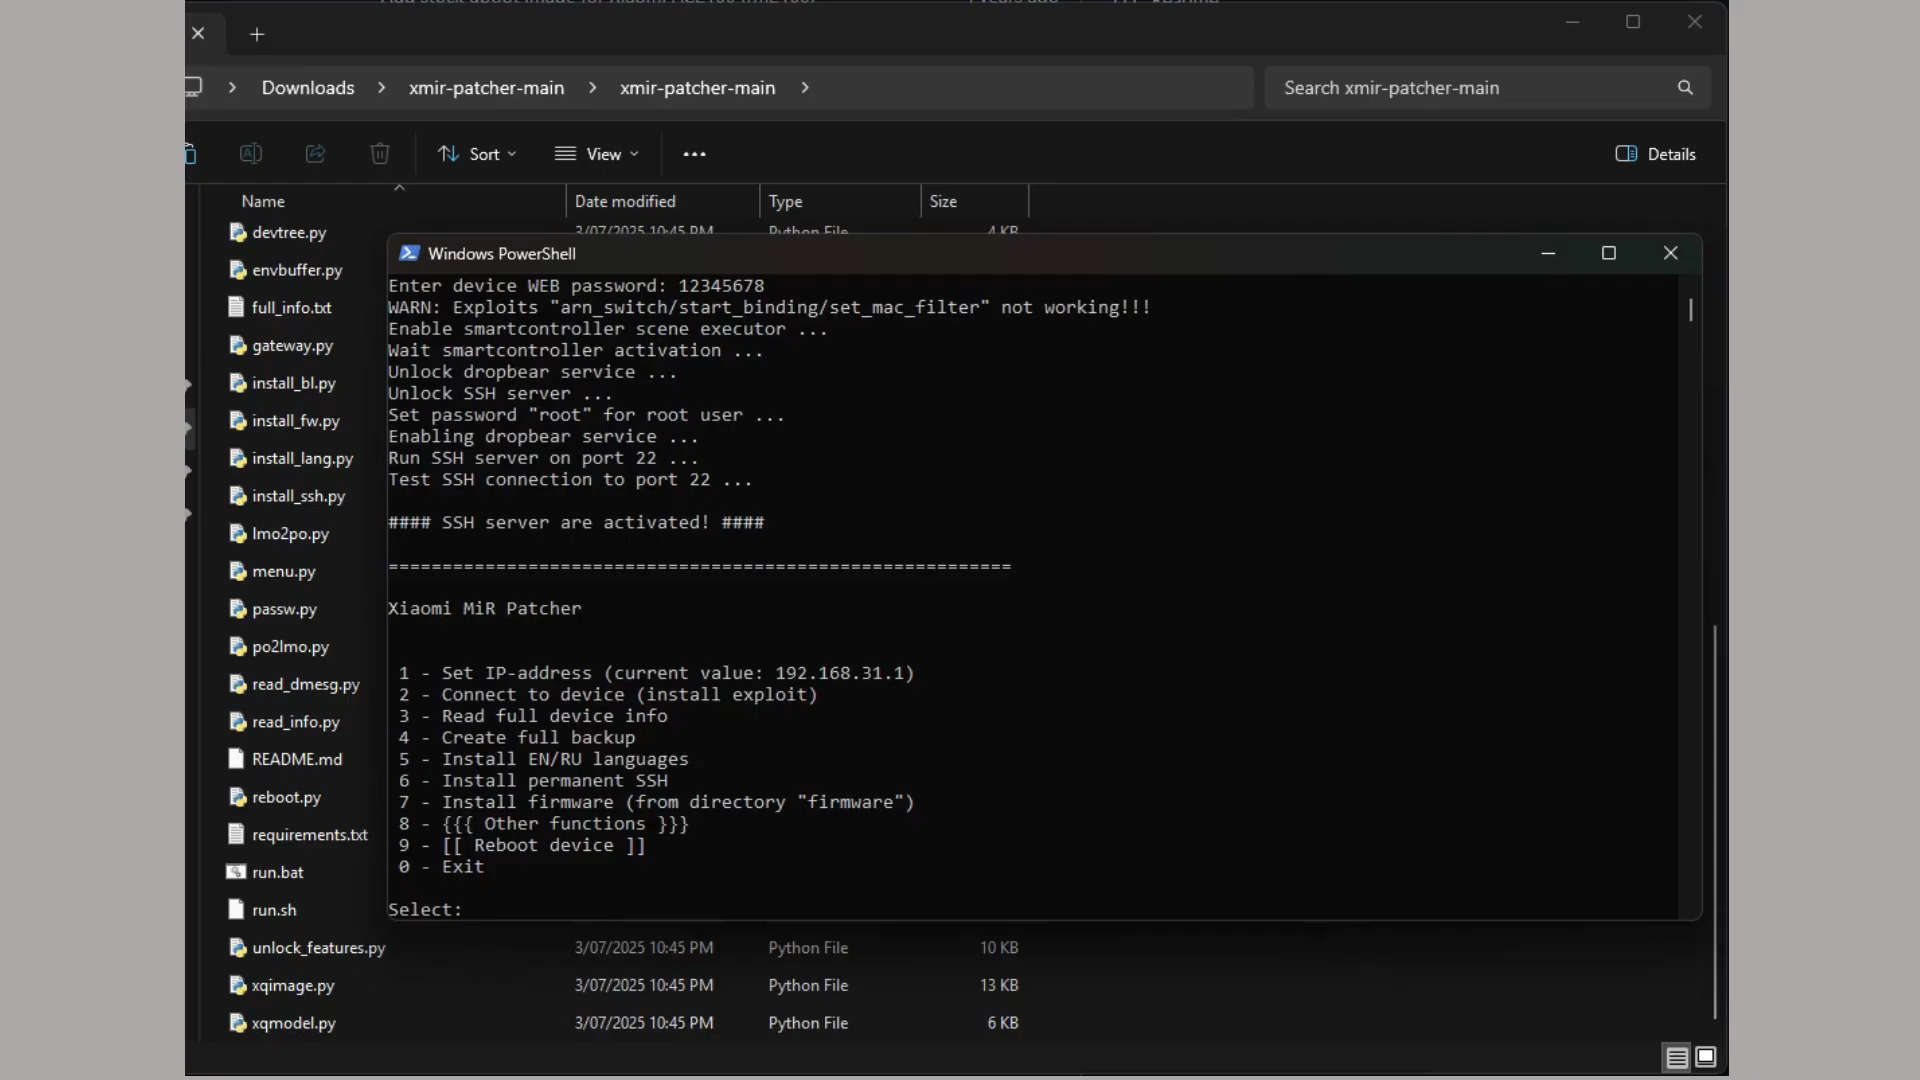 Downloads > xmir-patcher-main > xmir-patcher-main >
Search xmir-patcher-main
Sort
View
Details
Name
Date modified
Type
Size
devtree.py
3/07/2025 10:45 PM
Python File
4 KB
envbuffer.py
full_info.txt
gateway.py
install_bl.py
install_fw.py
install_lang.py
install_ssh.py
lmo2po.py
menu.py
passw.py
po2lmo.py
read_dmesg.py
read_info.py
README.md
reboot.py
requirements.txt
run.bat
run.sh
unlock_features.py 3/07/2025 10:45 PM Python File 10 KB
xqimage.py 3/07/2025 10:45 PM Python File 13 KB
xqmodel.py 3/07/2025 10:45 PM Python File 6 KB
Windows PowerShell
Enter device WEB password: 12345678
WARN: Exploits "arn_switch/start_binding/set_mac_filter" not working!!!
Enable smartcontroller scene executor ...
Wait smartcontroller activation ...
Unlock dropbear service ...
Unlock SSH server ...
Set password "root" for root user ...
Enabling dropbear service ...
Run SSH server on port 22 ...
Test SSH connection to port 22 ...
#### SSH server are activated! ####
==========================================================
Xiaomi MiR Patcher
1 - Set IP-address (current value: 192.168.31.1)
2 - Connect to device (install exploit)
3 - Read full device info
4 - Create full backup
5 - Install EN/RU languages
6 - Install permanent SSH
7 - Install firmware (from directory "firmware")
8 - {{{ Other functions }}}
9 - [[ Reboot device ]]
0 - Exit
Select: